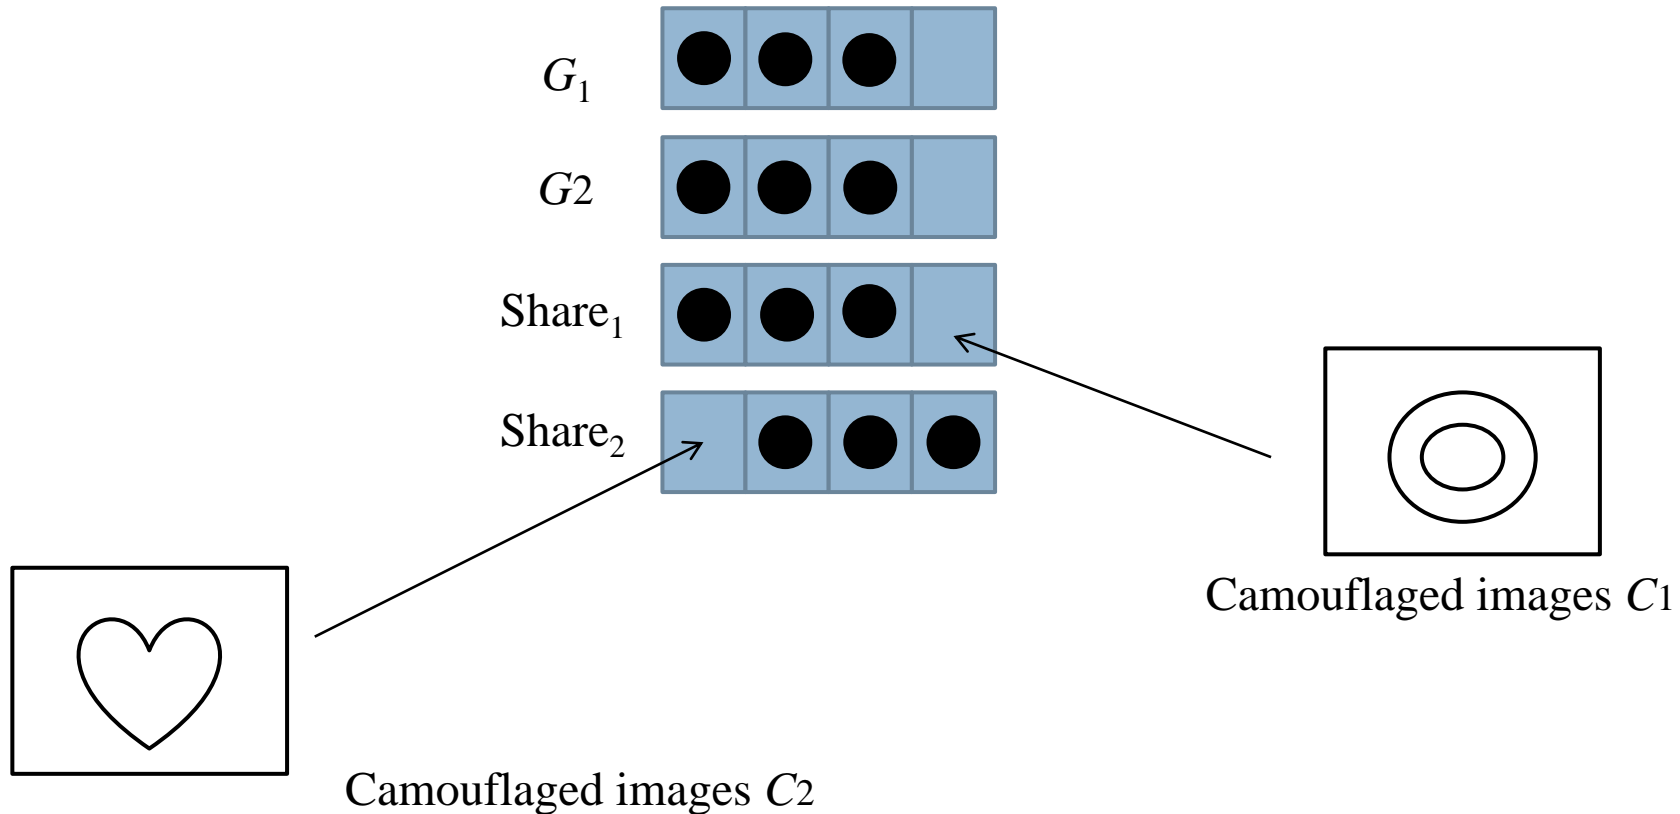 G₁
G2
Share₁
Share₂
Camouflaged images C1
Camouflaged images C2